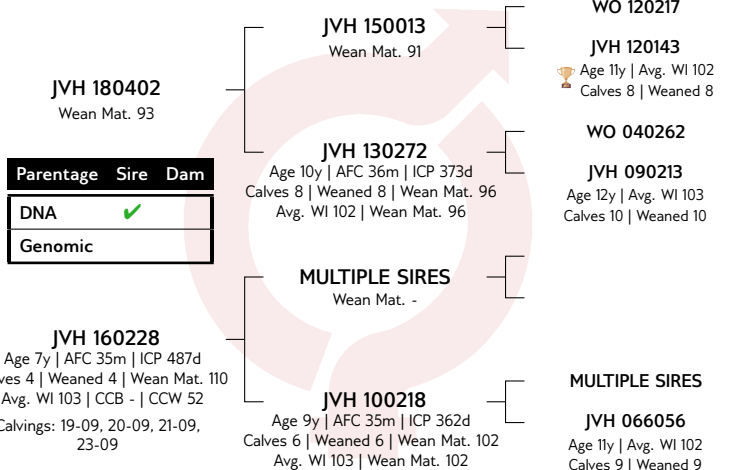 JVH 180402
Wean Mat. 93
Parentage Sire Dam
DNA ✔
Genomic
JVH 160228
Age 7y | AFC 35m | ICP 487d
4 | Weaned 4 | Wean Mat. 110
Avg. WI 103 | CCB - | CCW 52
Calvings: 19-09, 20-09, 21-09,
23-09
JVH 150013
Wean Mat. 91
JVH 130272
Age 10y | AFC 36m | ICP 373d
Calves 8 | Weaned 8 | Wean Mat. 96
Avg. WI 102 | Wean Mat. 96
MULTIPLE SIRES
Wean Mat. -
JVH 100218
Age 9y | AFC 35m | ICP 362d
Calves 6 | Weaned 6 | Wean Mat. 102
Avg. WI 103 | Wean Mat. 102
WO 120217
JVH 120143
Age 11y | Avg. WI 102
Calves 8 | Weaned 8
WO 040262
JVH 090213
Age 12y | Avg. WI 103
Calves 10 | Weaned 10
MULTIPLE SIRES
JVH 066056
Age 11y | Avg. WI 102
Calves 9 | Weaned 9